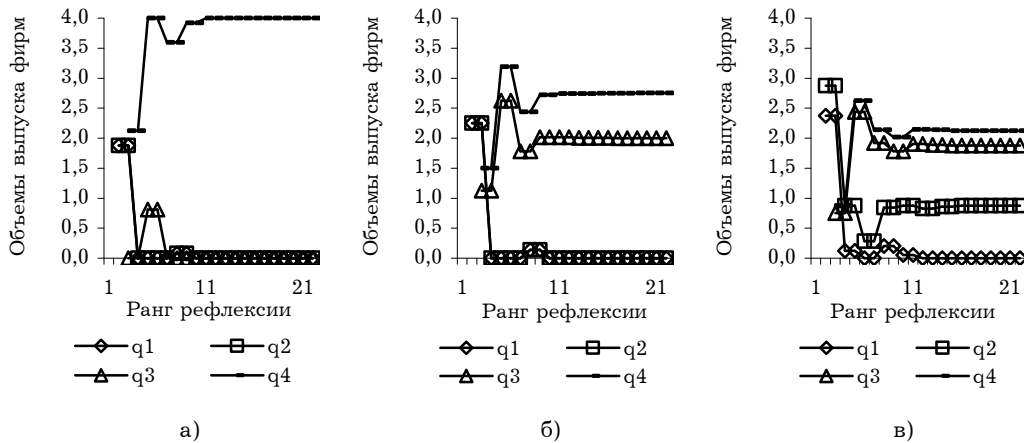 Объемы выпуска фирм
4,0
3,5
3,0
2,5
2,0
1,5
1,0
0,5
0,0
1 11 21
Ранг рефлексии
q1 q2
q3 q4
а)
Объемы выпуска фирм
4,0
3,5
3,0
2,5
2,0
1,5
1,0
0,5
0,0
1 11 21
Ранг рефлексии
q1 q2
q3 q4
б)
Объемы выпуска фирм
4,0
3,5
3,0
2,5
2,0
1,5
1,0
0,5
0,0
1 11 21
Ранг рефлексии
q1 q2
q3 q4
в)